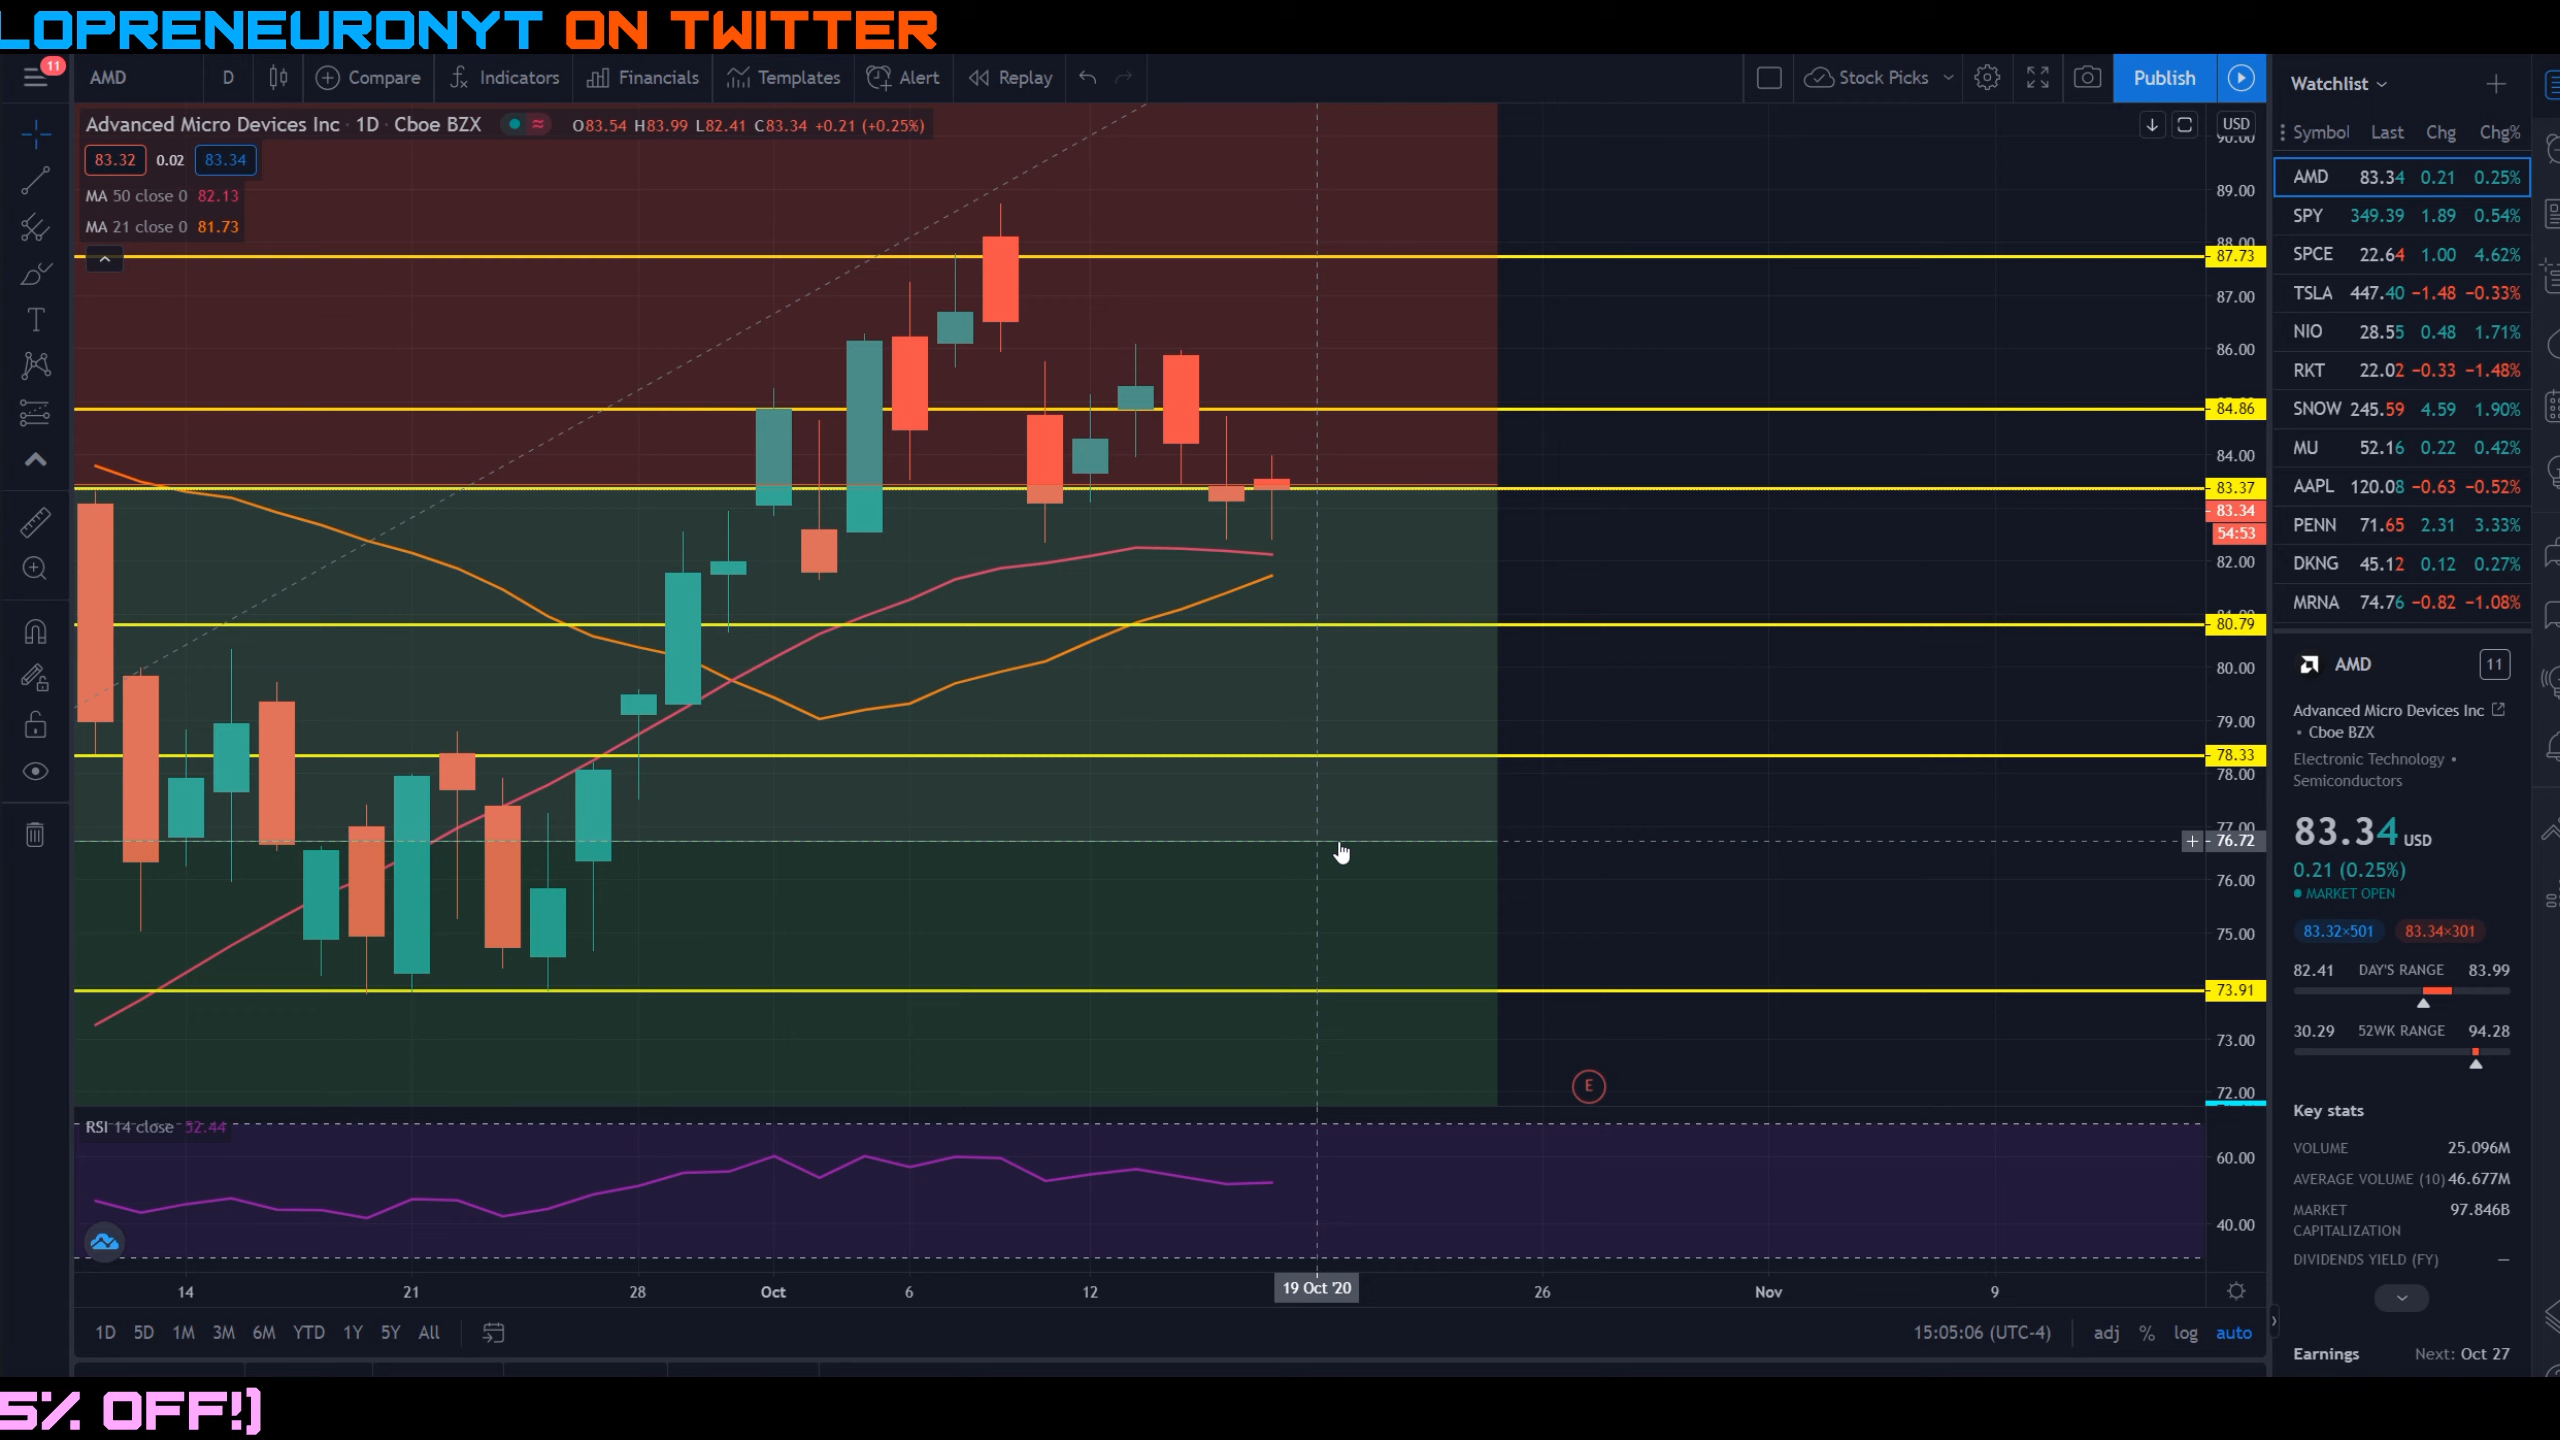 LOPRENEURONYT ON TWITTER
11
AMD D Compare Indicators Financials Templates Alert Replay Stock Picks Publish
Advanced Micro Devices Inc · 1D · Cboe BZX O83.54 H83.99 L82.41 C83.34 +0.21 (+0.25%)
83.32 0.02 83.34
MA 50 close 0 82.13
MA 21 close 0 81.73
USD
90.00
89.00
88.00
87.73
87.00
86.00
84.86
84.00
83.37
83.34
54:53
82.00
80.79
80.00
79.00
78.33
78.00
77.00
76.72
76.00
75.00
73.91
73.00
72.00
E
RSI 14 close 52.44
60.00
40.00
14 21 28 Oct 6 12 19 Oct '20 26 Nov 9
1D 5D 1M 3M 6M YTD 1Y 5Y All 15:05:06 (UTC-4) adj % log auto
Watchlist
Symbol Last Chg Chg%
AMD 83.34 0.21 0.25%
SPY 349.39 1.89 0.54%
SPCE 22.64 1.00 4.62%
TSLA 447.40 −1.48 −0.33%
NIO 28.55 0.48 1.71%
RKT 22.02 −0.33 −1.48%
SNOW 245.59 4.59 1.90%
MU 52.16 0.22 0.42%
AAPL 120.08 −0.63 −0.52%
PENN 71.65 2.31 3.33%
DKNG 45.12 0.12 0.27%
MRNA 74.76 −0.82 −1.08%
AMD 11
Advanced Micro Devices Inc
• Cboe BZX
Electronic Technology •
Semiconductors
83.34 USD
0.21 (0.25%)
MARKET OPEN
83.32×501 83.34×301
82.41 DAY'S RANGE 83.99
30.29 52WK RANGE 94.28
Key stats
VOLUME 25.096M
AVERAGE VOLUME (10) 46.677M
MARKET CAPITALIZATION 97.846B
DIVIDENDS YIELD (FY) —
Earnings Next: Oct 27
5% OFF!)